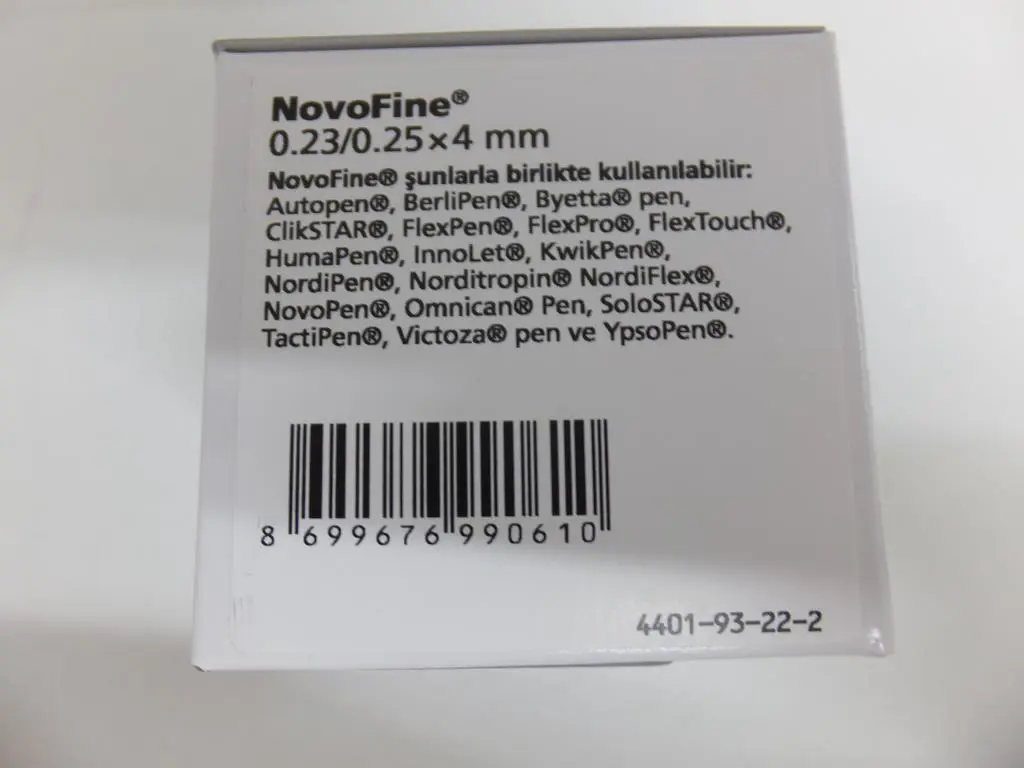 NovoFine®
0.23/0.25×4 mm
NovoFine® şunlarla birlikte kullanılabilir:
Autopen®, BerliPen®, Byetta® pen,
ClikSTAR®, FlexPen®, FlexPro®, FlexTouch®,
HumaPen®, InnoLet®, KwikPen®,
NordiPen®, Norditropin® NordiFlex®,
NovoPen®, Omnican® Pen, SoloSTAR®,
TactiPen®, Victoza® pen ve YpsoPen®.
8 699676 990610
4401-93-22-2